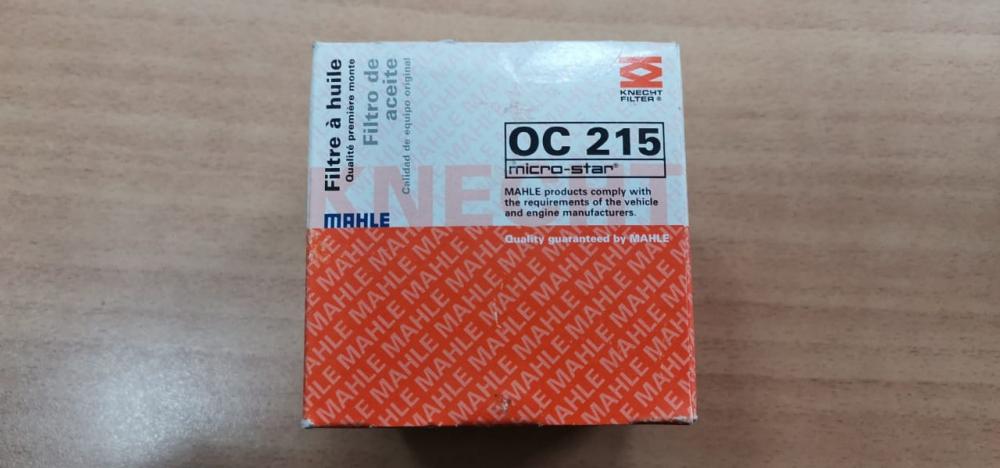 Filtre à huile
Qualité première monte
Filtro de
aceite
Calidad de equipo original
MAHLE
KNECHT
FILTER®
OC 215
micro-star®
MAHLE products comply with
the requirements of the vehicle
and engine manufacturers.
Quality guaranteed by MAHLE
KNECHT
MAHLE MAHLE MAHLE MAHLE